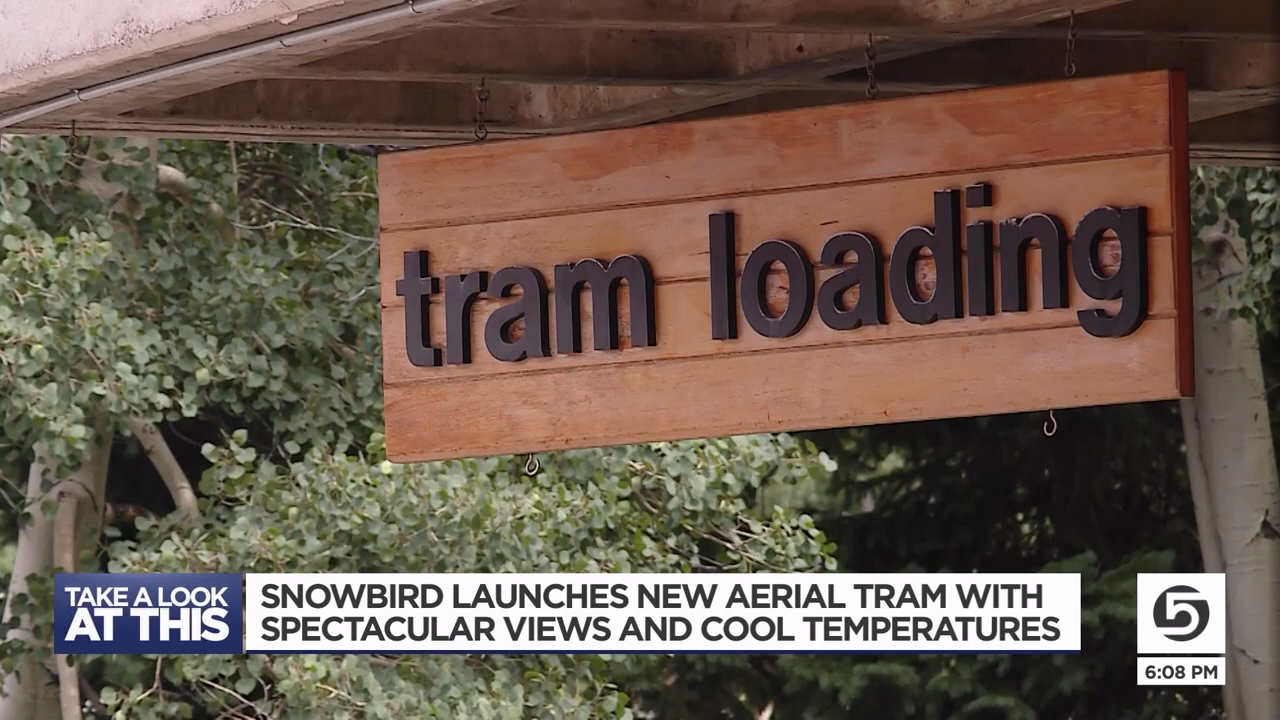 tram loading
TAKE A LOOK
AT THIS
SNOWBIRD LAUNCHES NEW AERIAL TRAM WITH
SPECTACULAR VIEWS AND COOL TEMPERATURES
5
6:08 PM